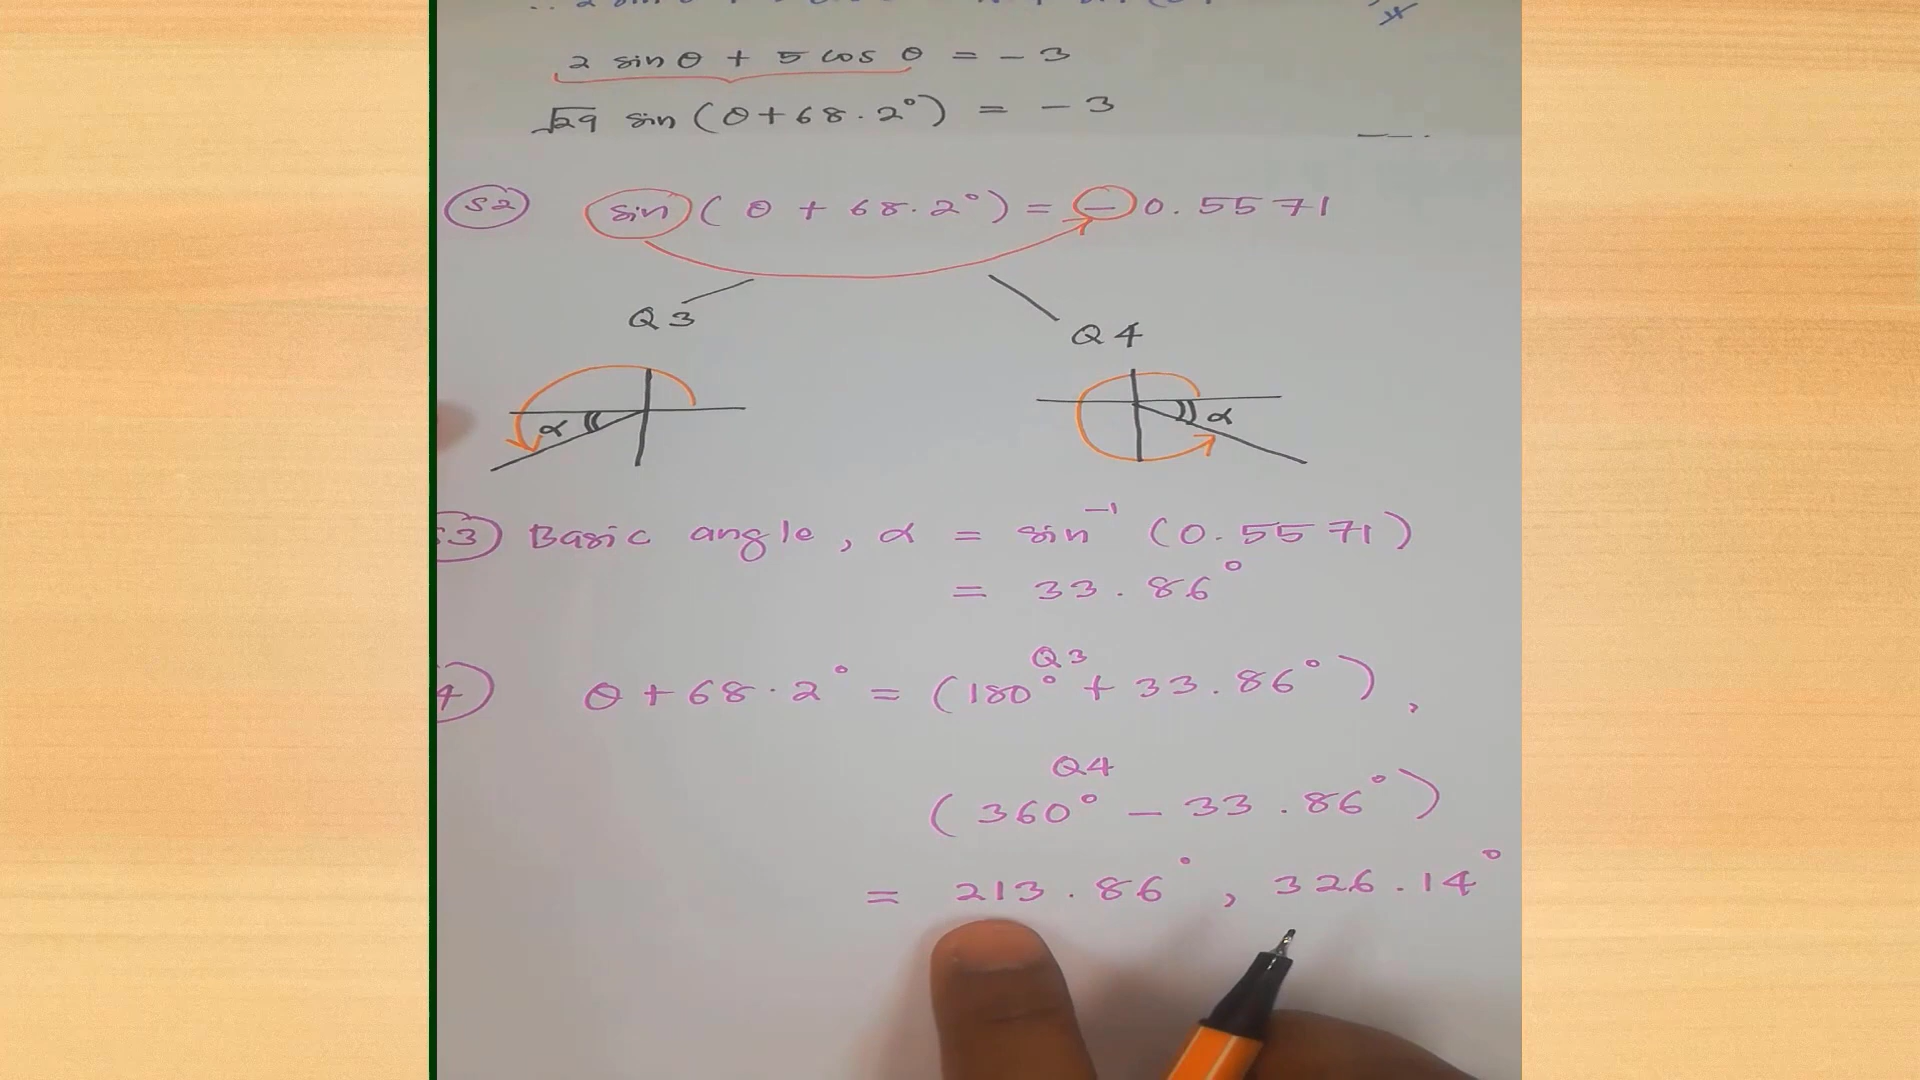 2 sin θ + 5 cos θ = - 3
√29 sin (θ + 68.2°) = - 3
S2 sin ( θ + 68.2° ) = - 0.5571
Q3
Q4
α
α
3 Basic angle, α = sin⁻¹ (0.5571)
= 33.86°
Q3
4 θ + 68.2° = (180° + 33.86°),
Q4
(360° - 33.86°)
= 213.86°, 326.14°